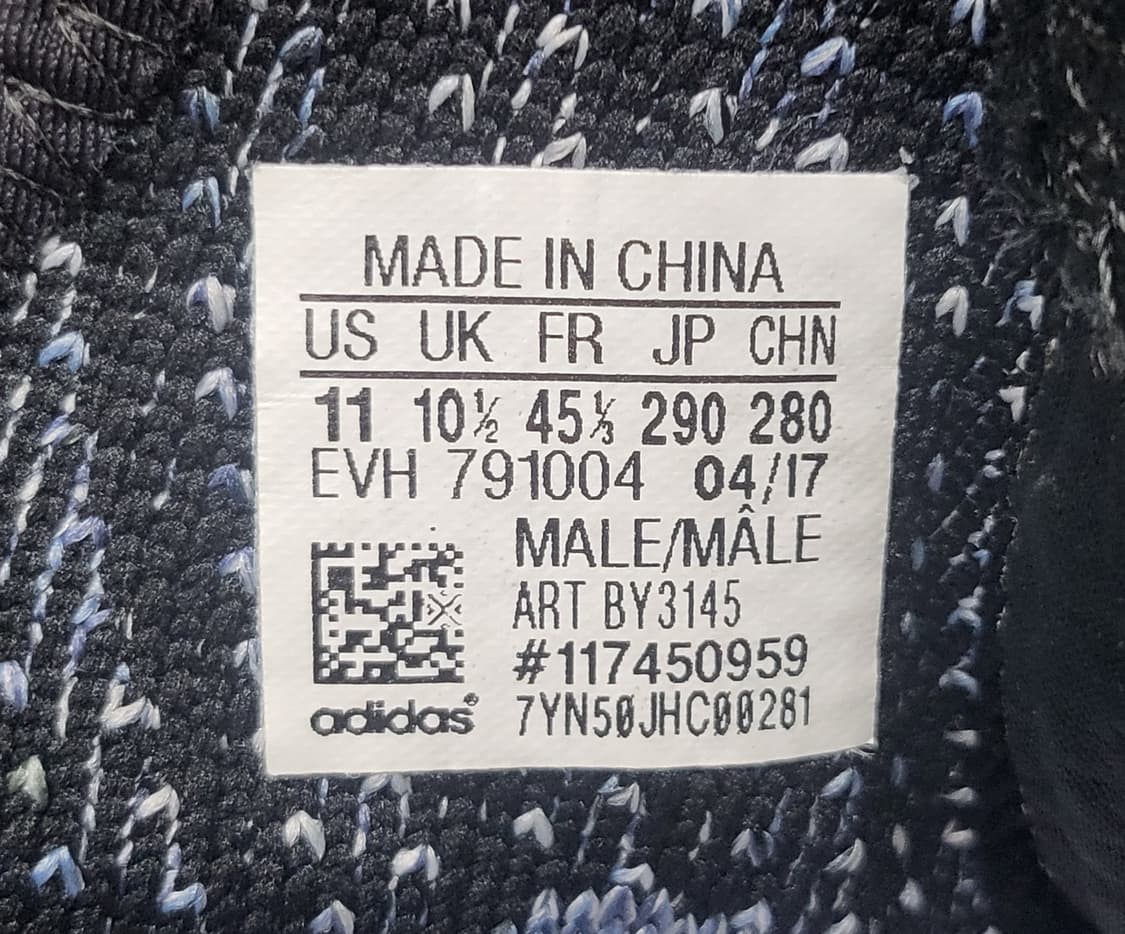 MADE IN CHINA
US UK FR JP CHN
11 10½ 45⅓ 290 280
EVH 791004 04/17
MALE/MÂLE
ART BY3145
#117450959
adidas® 7YN50JHC00281